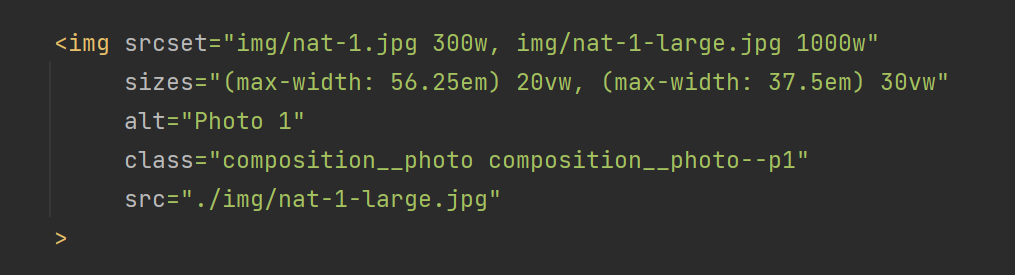 <img srcset="img/nat-1.jpg 300w, img/nat-1-large.jpg 1000w"
sizes="(max-width: 56.25em) 20vw, (max-width: 37.5em) 30vw"
alt="Photo 1"
class="composition__photo composition__photo--p1"
src="./img/nat-1-large.jpg"
>